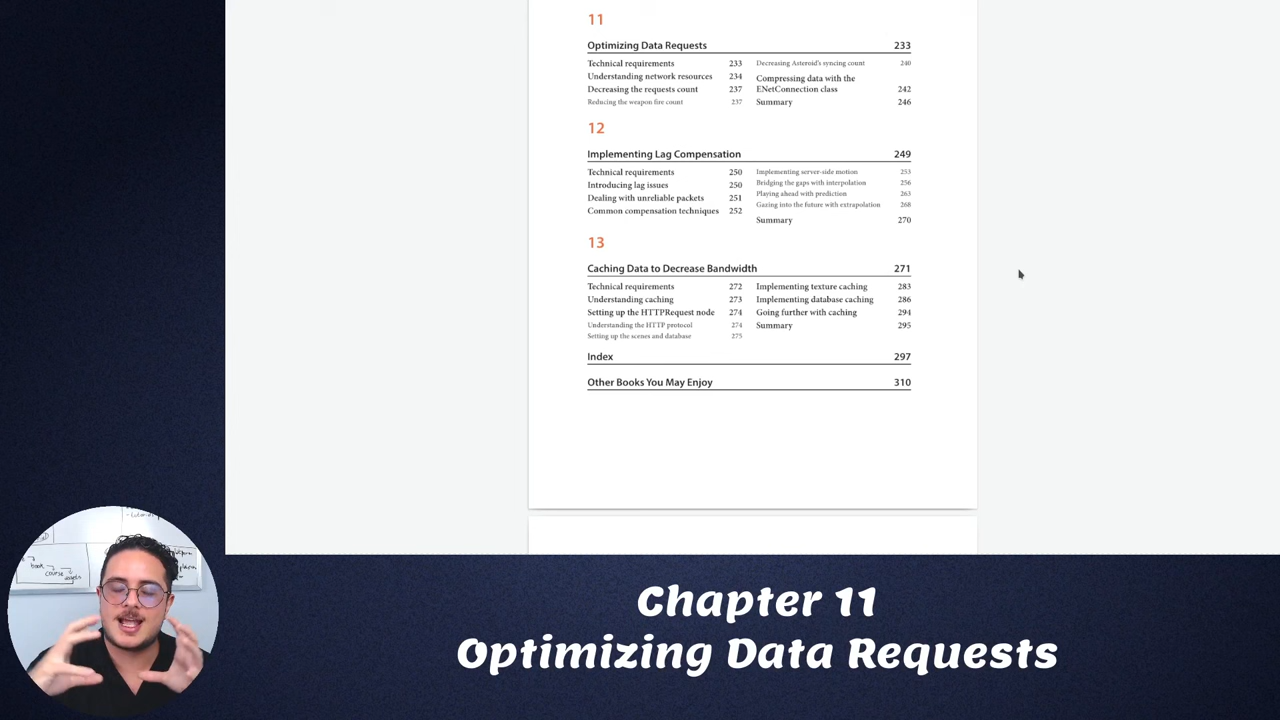 11
Optimizing Data Requests 233
Technical requirements 233
Understanding network resources 234
Decreasing the requests count 237
Reducing the weapon fire count 237
Decreasing Asteroid's syncing count 240
Compressing data with the
ENetConnection class 242
Summary 246
12
Implementing Lag Compensation 249
Technical requirements 250
Introducing lag issues 250
Dealing with unreliable packets 251
Common compensation techniques 252
Implementing server-side motion 253
Bridging the gaps with interpolation 256
Playing ahead with prediction 263
Gazing into the future with extrapolation 268
Summary 270
13
Caching Data to Decrease Bandwidth 271
Technical requirements 272
Understanding caching 273
Setting up the HTTPRequest node 274
Understanding the HTTP protocol 274
Setting up the scenes and database 275
Implementing texture caching 283
Implementing database caching 286
Going further with caching 294
Summary 295
Index 297
Other Books You May Enjoy 310
book
course
assets
Chapter 11
Optimizing Data Requests